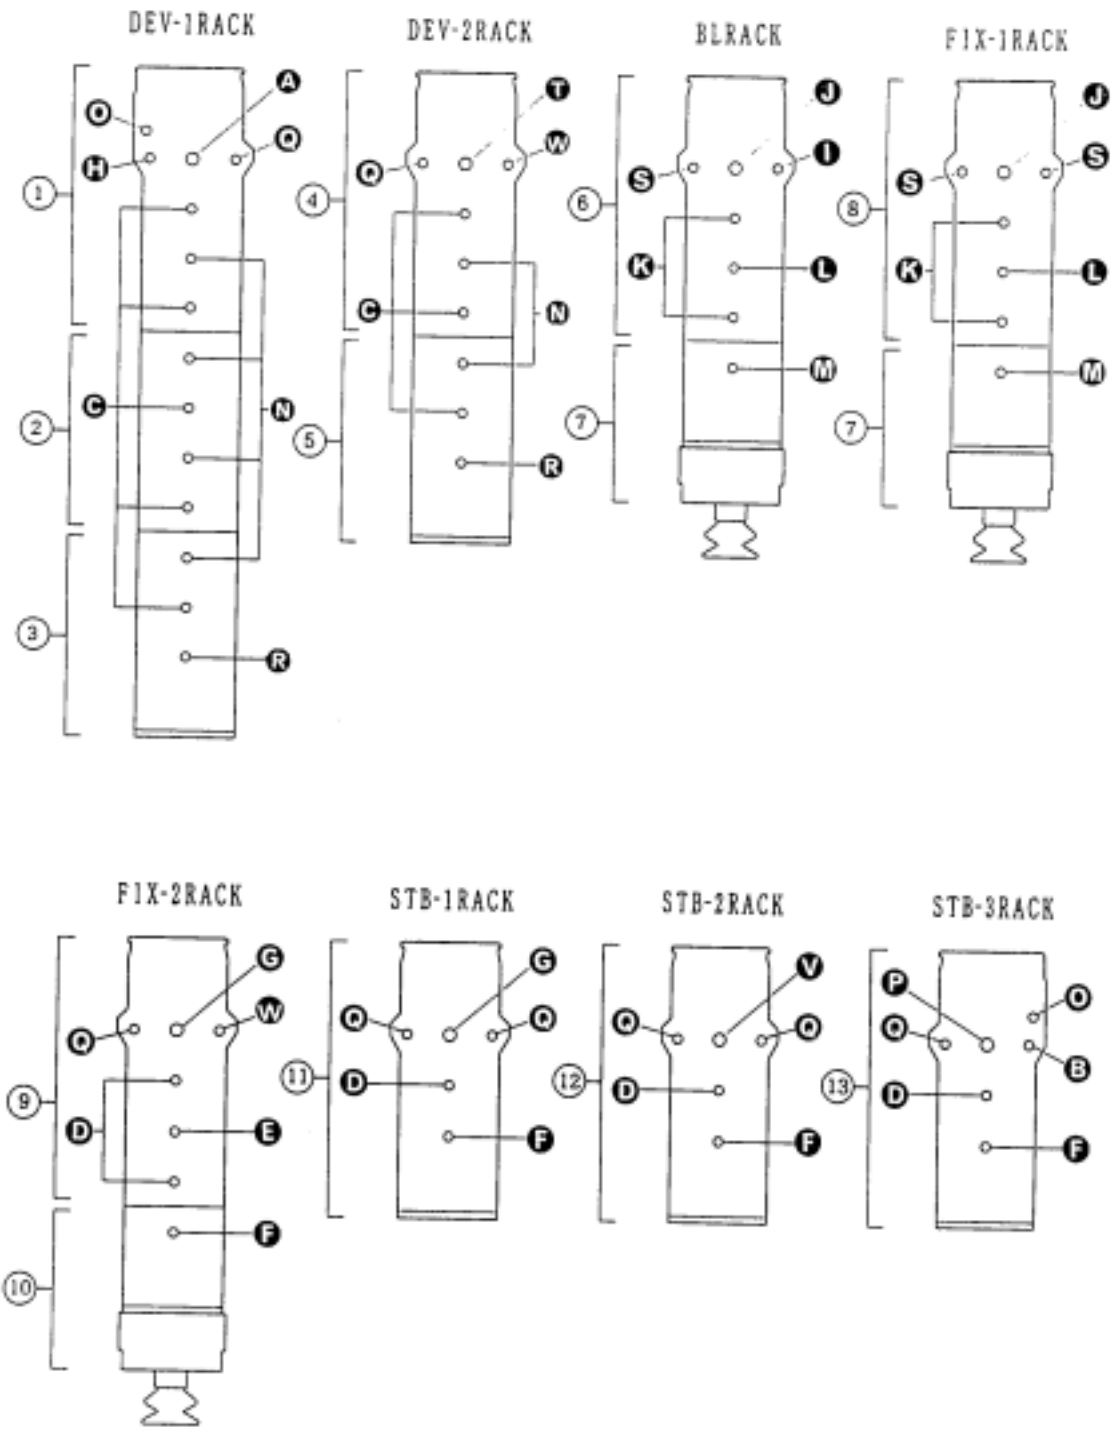 DEV-1RACK
DEV-2RACK
BLRACK
FIX-1RACK
O
A
H
Q
1
C
N
2
3
R
T
Q
W
4
C
N
5
R
J
S
I
6
K
L
M
7
J
S
S
8
K
L
M
7
FIX-2RACK
STB-1RACK
STB-2RACK
STB-3RACK
G
Q
W
9
D
E
F
10
G
Q
Q
11
D
F
V
Q
Q
12
D
F
P
O
Q
B
13
D
F